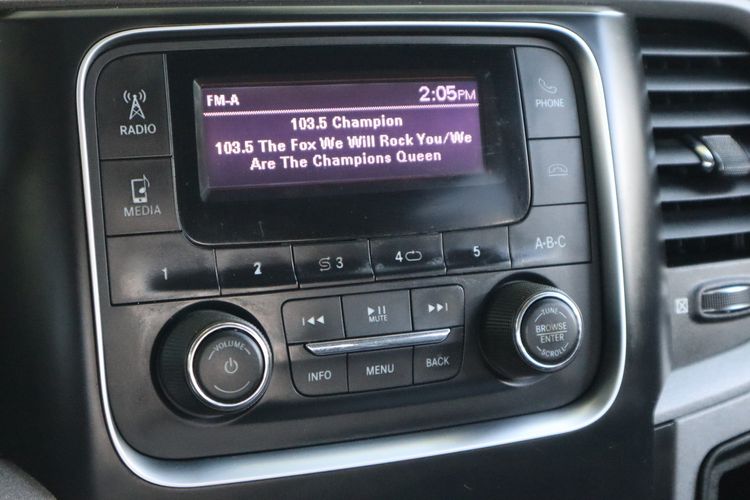 FM-A 2:05PM
103.5 Champion
103.5 The Fox We Will Rock You/We
Are The Champions Queen
RADIO
PHONE
MEDIA
1 2 3 4 5 A·B·C
MUTE
INFO MENU BACK
VOLUME
TUNE
BROWSE/
ENTER
SCROLL